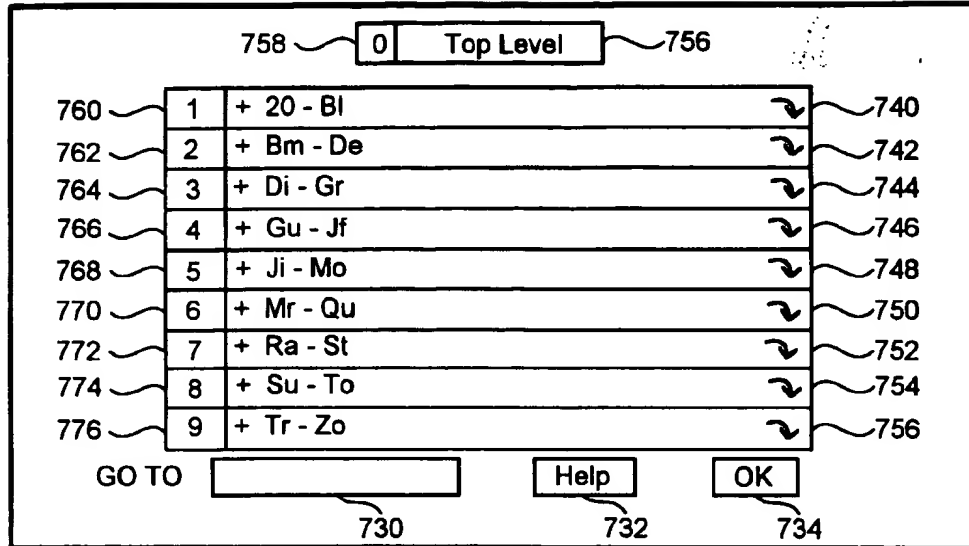 758 0 Top Level 756
760 1 + 20 - Bl 740
762 2 + Bm - De 742
764 3 + Di - Gr 744
766 4 + Gu - Jf 746
768 5 + Ji - Mo 748
770 6 + Mr - Qu 750
772 7 + Ra - St 752
774 8 + Su - To 754
776 9 + Tr - Zo 756
GO TO Help OK
730 732 734